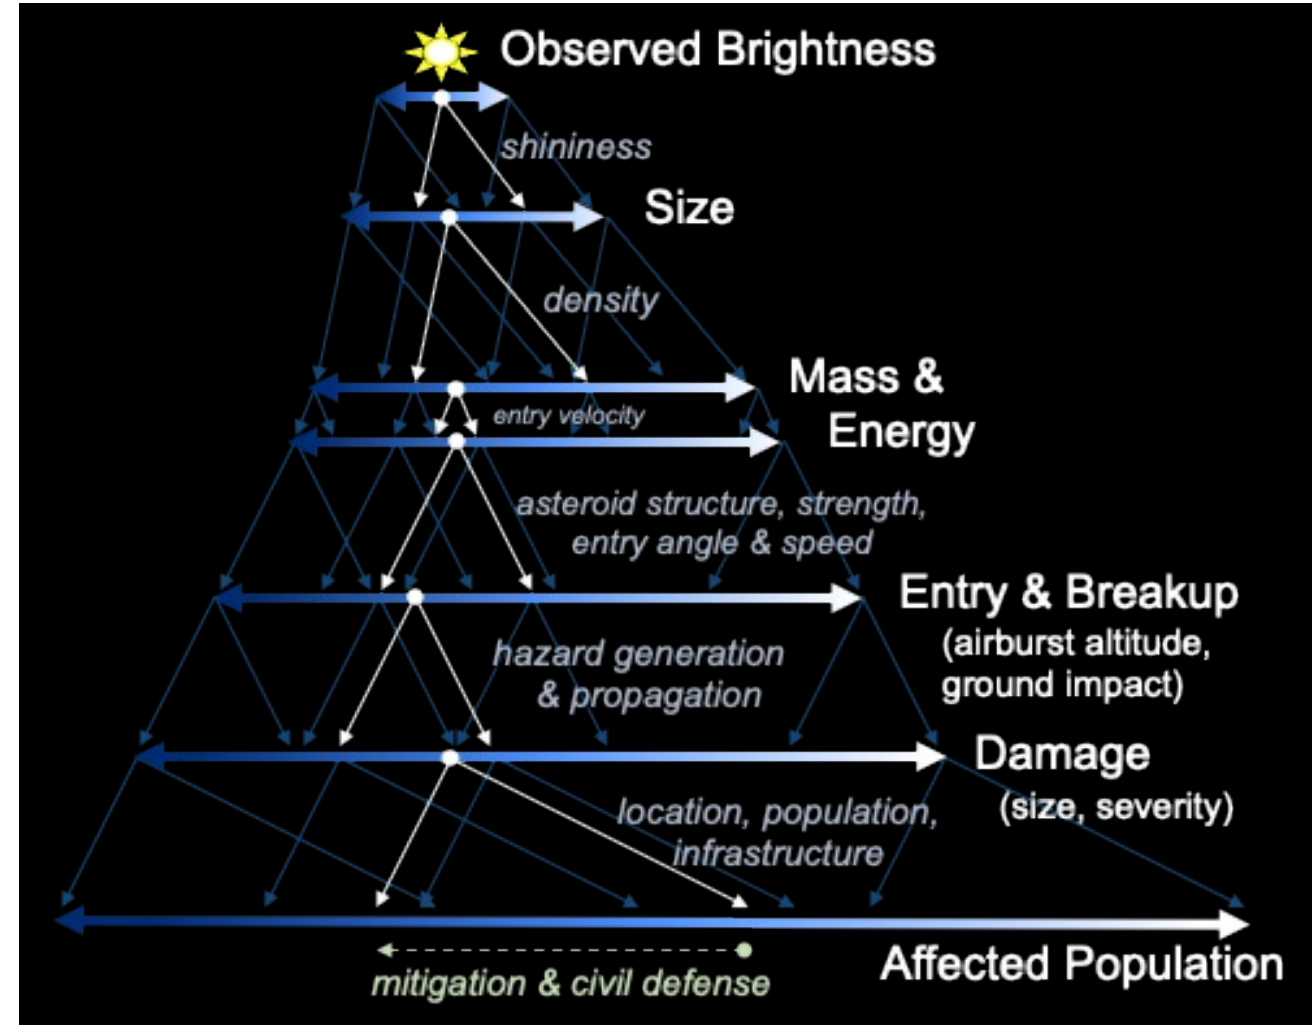 Observed Brightness
shininess
Size
density
Mass &
Energy
entry velocity
asteroid structure, strength,
entry angle & speed
Entry & Breakup
(airburst altitude,
ground impact)
hazard generation
& propagation
Damage
(size, severity)
location, population,
infrastructure
Affected Population
mitigation & civil defense